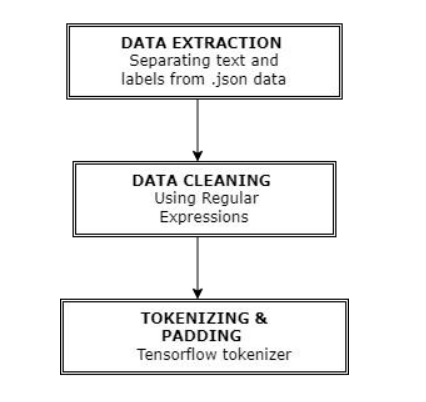 DATA EXTRACTION
Separating text and
labels from .json data
DATA CLEANING
Using Regular
Expressions
TOKENIZING &
PADDING
Tensorflow tokenizer